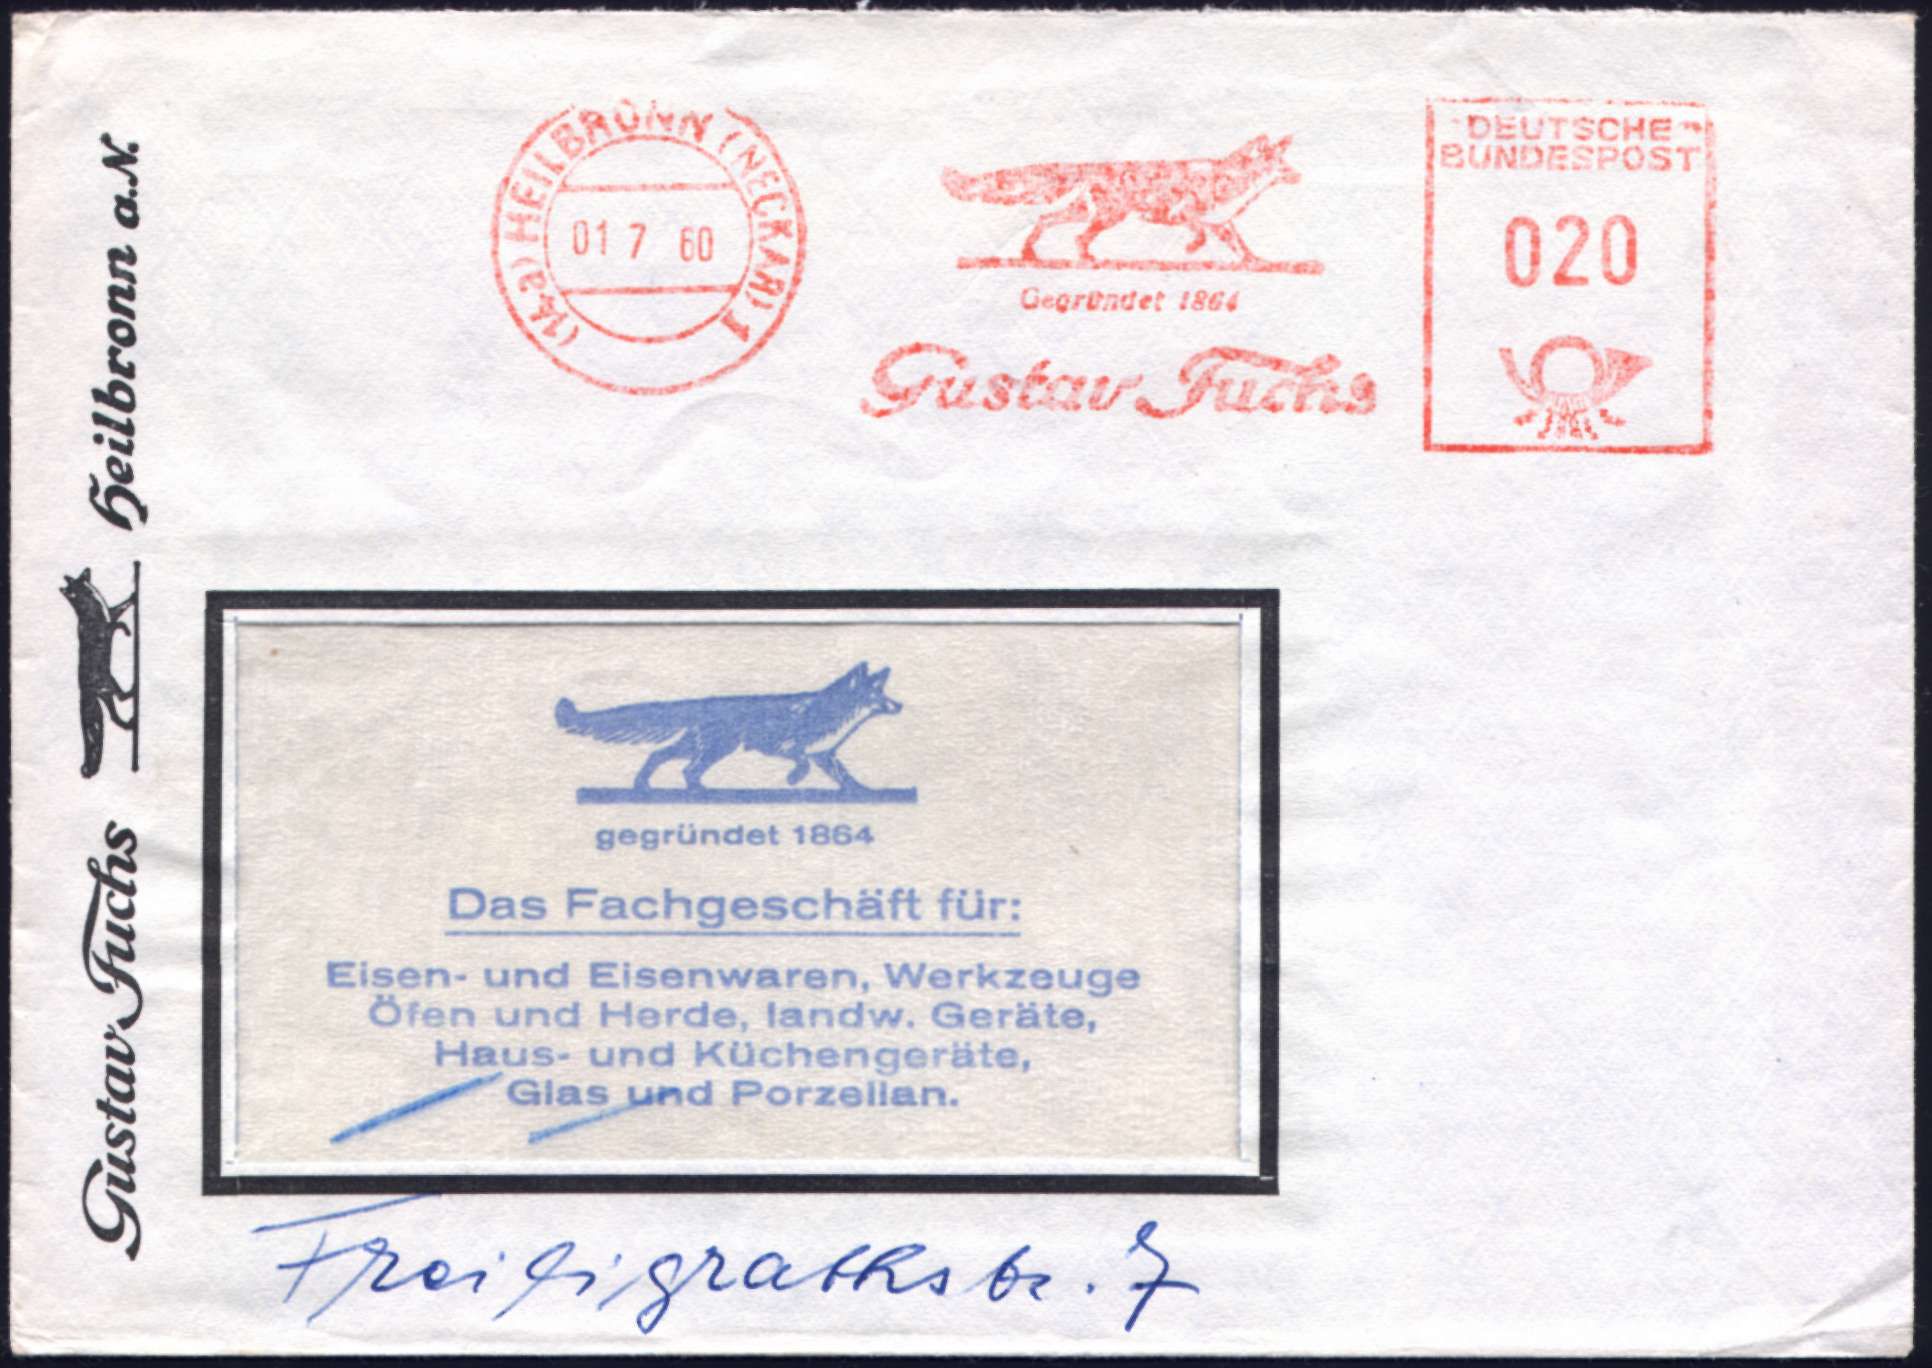 (14a) HEILBRONN (NECKAR) 1
01 7 60
Gegründet 1864
Gustav Fuchs
DEUTSCHE
BUNDESPOST
020
Gustav Fuchs Heilbronn a.N.
gegründet 1864
Das Fachgeschäft für:
Eisen- und Eisenwaren, Werkzeuge
Öfen und Herde, landw. Geräte,
Haus- und Küchengeräte,
Glas und Porzellan.
Freiligrathstr. 7